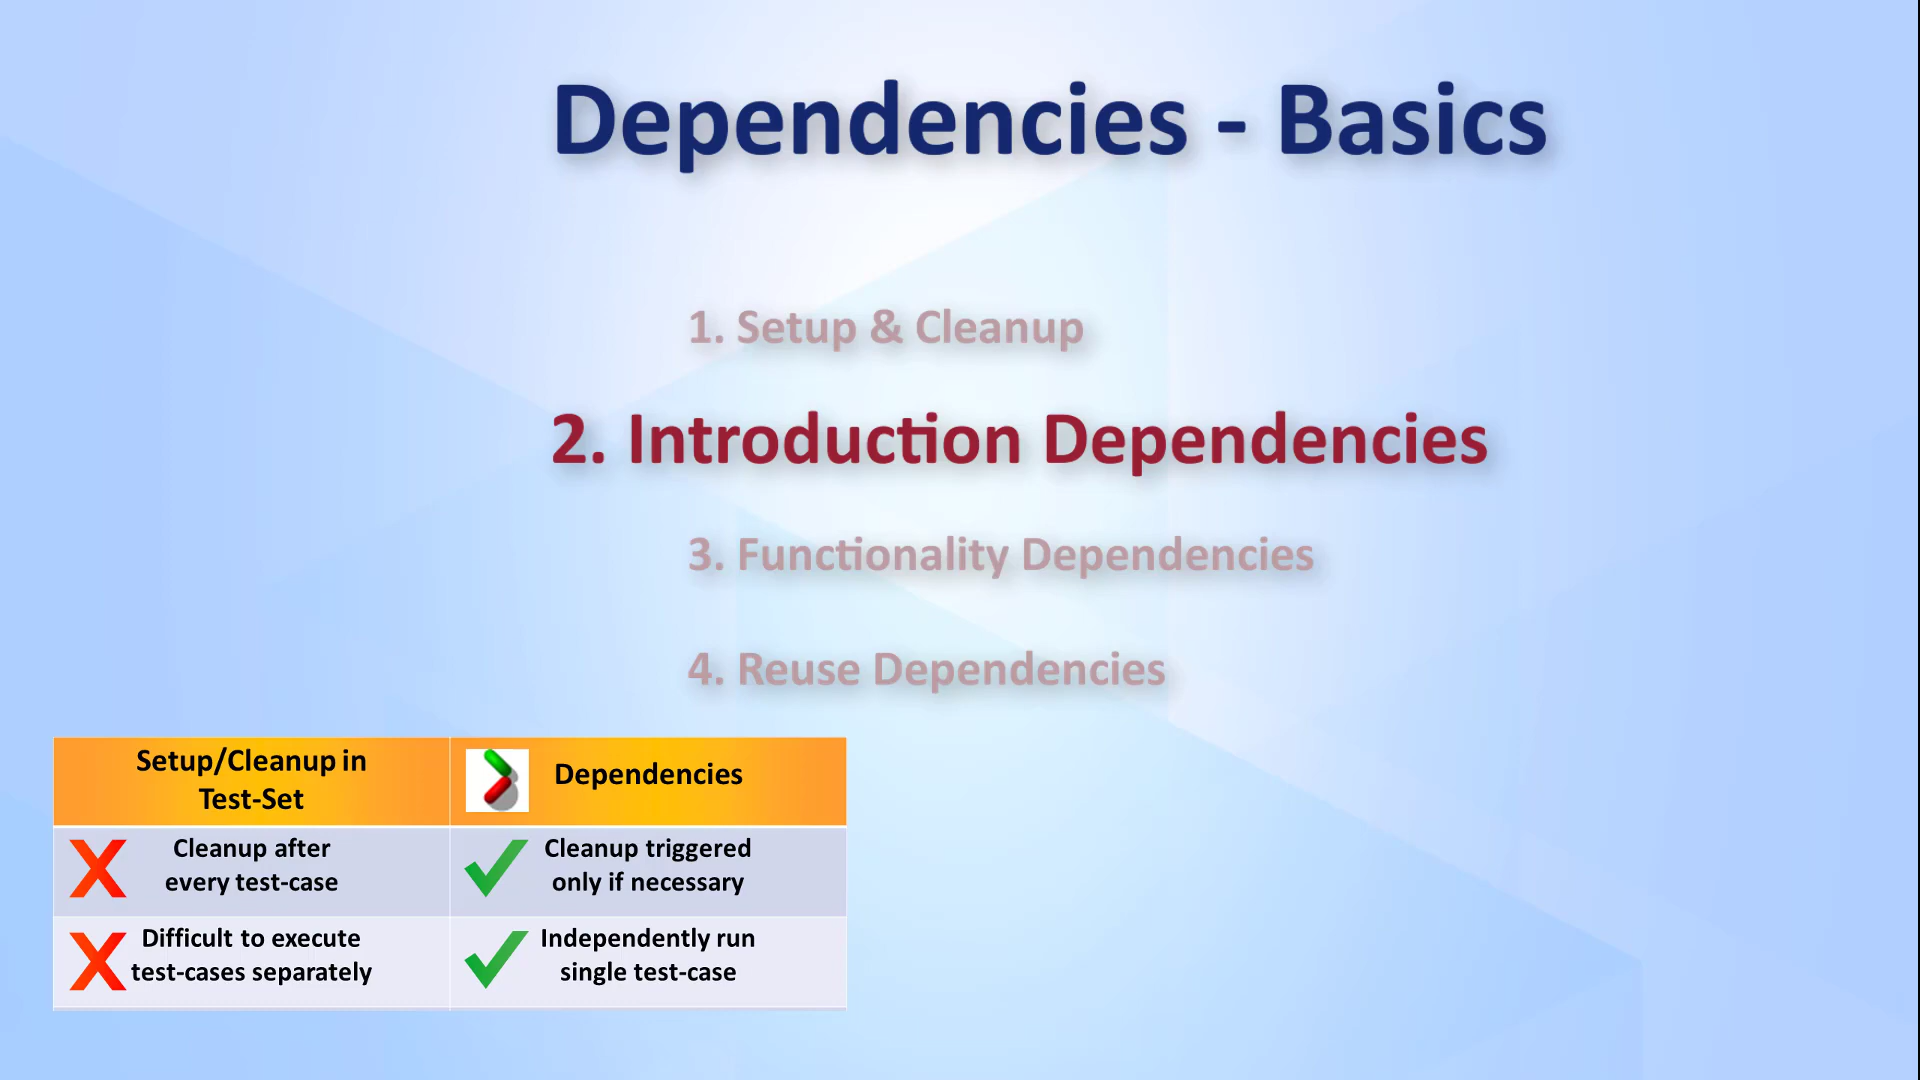 Dependencies - Basics
1. Setup & Cleanup
2. Introduction Dependencies
3. Functionality Dependencies
4. Reuse Dependencies
Setup/Cleanup in
Test-Set
Dependencies
Cleanup after
every test-case
Cleanup triggered
only if necessary
Difficult to execute
test-cases separately
Independently run
single test-case